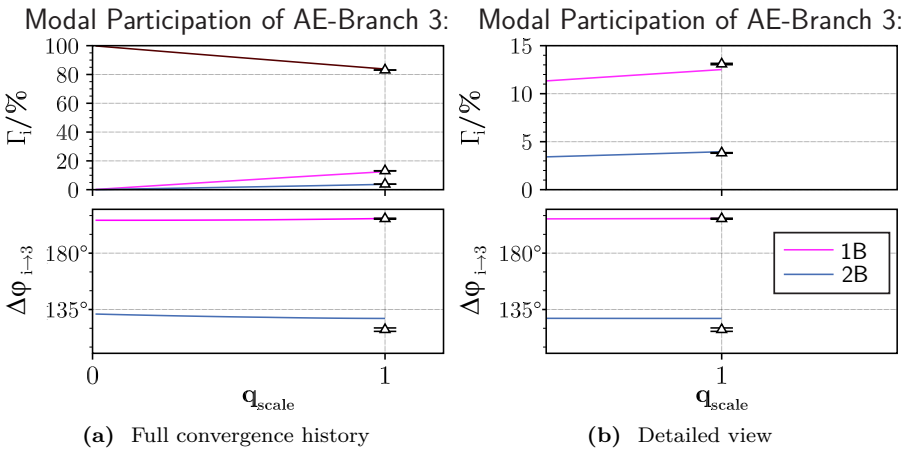 Modal Participation of AE-Branch 3:
100
80
60
40
20
0
Γi/%
180°
135°
Δφ i→3
0
1
qscale
(a) Full convergence history
Modal Participation of AE-Branch 3:
15
10
5
0
Γi/%
180°
135°
Δφ i→3
1B
2B
1
qscale
(b) Detailed view